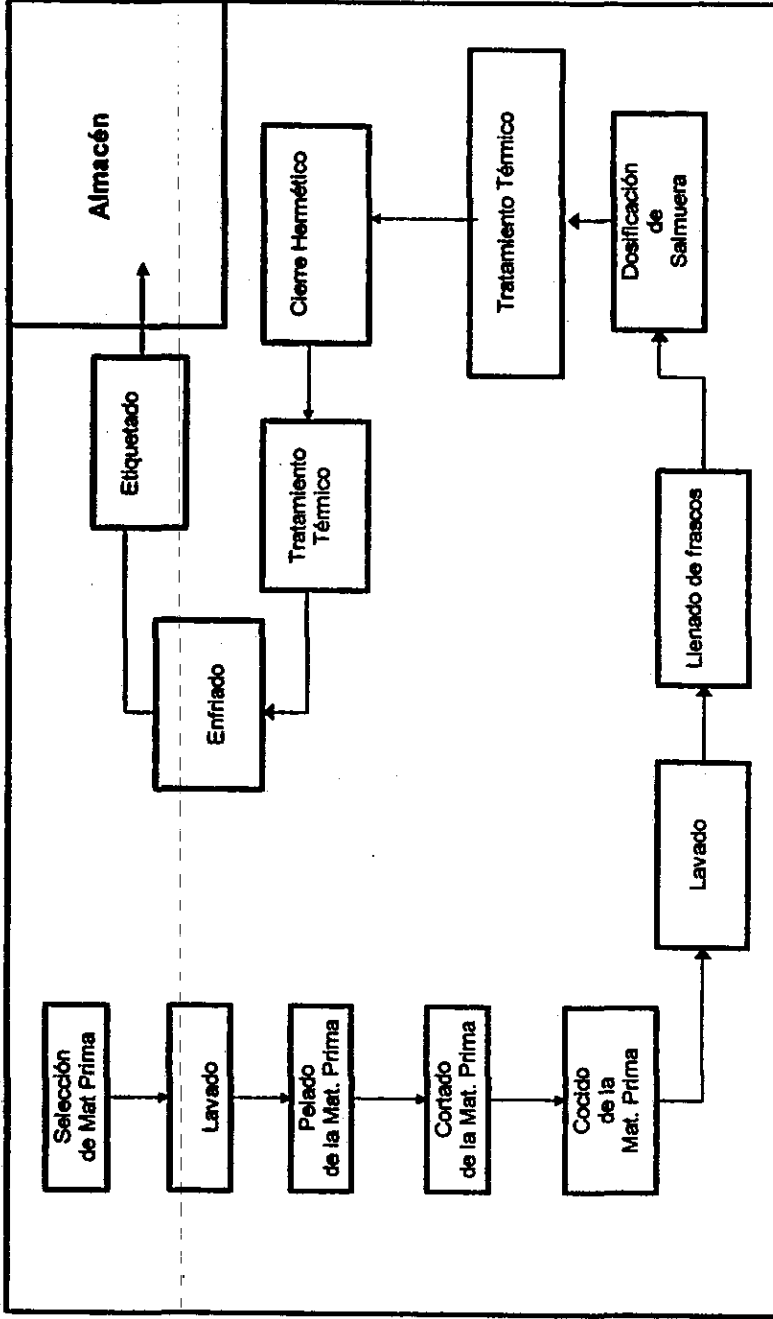 Selección
de Mat Prima
Lavado
Pelado
de la Mat. Prima
Cortado
de la Mat. Prima
Cocido
de la
Mat. Prima
Lavado
Llenado de frascos
Dosificación
de
Salmuera
Tratamiento Térmico
Cierre Hermético
Tratamiento
Térmico
Enfriado
Etiquetado
Almacén